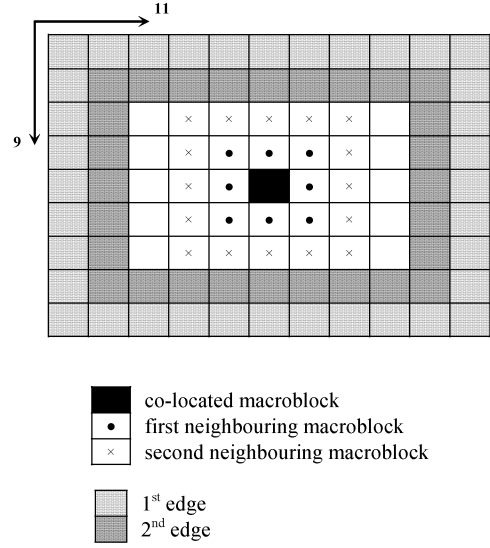 11
9
co-located macroblock
first neighbouring macroblock
second neighbouring macroblock
1st edge
2nd edge